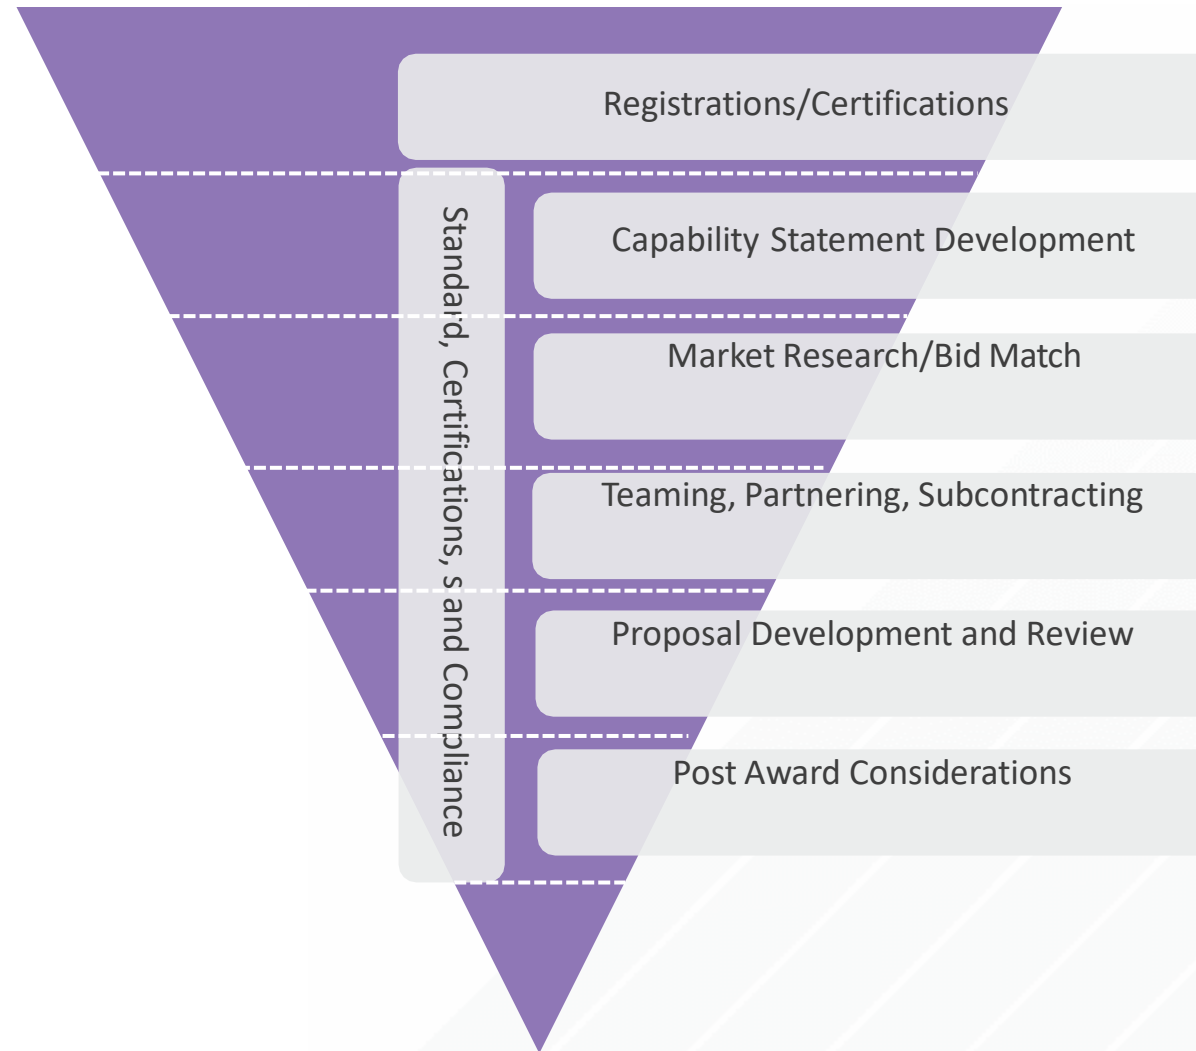 Registrations/Certifications
Standard, Certifications, s and Compliance
Capability Statement Development
Market Research/Bid Match
Teaming, Partnering, Subcontracting
Proposal Development and Review
Post Award Considerations